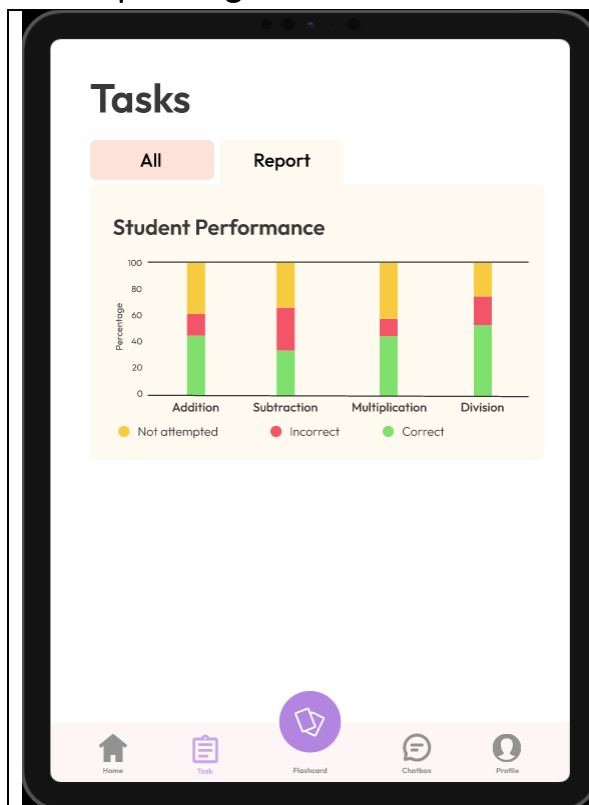 Tasks
All Report
Student Performance
100
80
60
40
20
0
Percentage
Addition Subtraction Multiplication Division
Not attempted Incorrect Correct
Home Task Flashcard Chatbox Profile